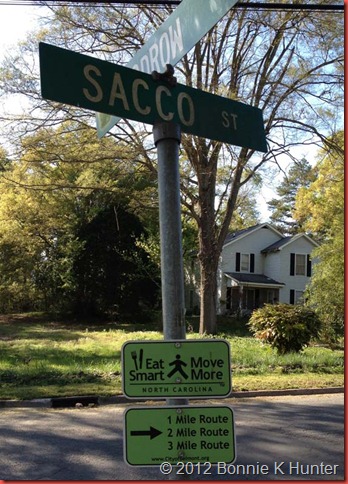 DROW
SACCO ST
Eat Move
Smart More
NORTH CAROLINA
1 Mile Route
2 Mile Route
3 Mile Route
© 2012 Bonnie K Hunter